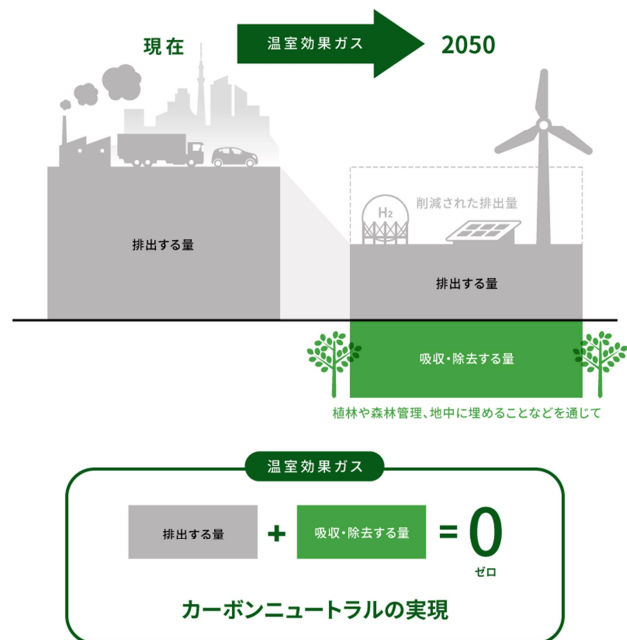 現在
温室効果ガス
2050
H₂
削減された排出量
排出する量
排出する量
吸収・除去する量
植林や森林管理、地中に埋めることなどを通じて
温室効果ガス
排出する量
+
吸収・除去する量
=
0
ゼロ
カーボンニュートラルの実現